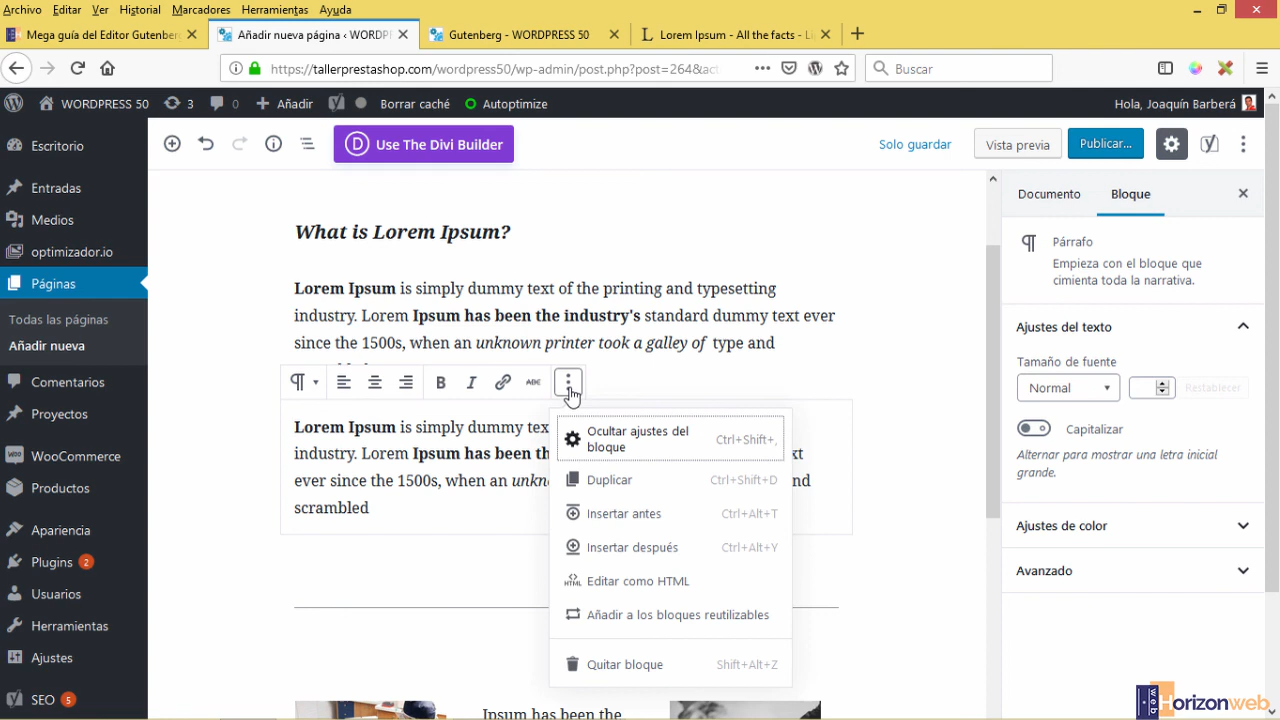 Archivo Editar Ver Historial Marcadores Herramientas Ayuda
Mega guía del Editor Gutenberg
Añadir nueva página ‹ WORDPR
Gutenberg - WORDPRESS 50
Lorem Ipsum - All the facts - Li
https://tallerprestashop.com/wordpress50/wp-admin/post.php?post=264&act
Buscar
WORDPRESS 50 3 0 Añadir Borrar caché Autoptimize Hola, Joaquín Barberá
Escritorio
Entradas
Medios
optimizador.io
Páginas
Todas las páginas
Añadir nueva
Comentarios
Proyectos
WooCommerce
Productos
Apariencia
Plugins 2
Usuarios
Herramientas
Ajustes
SEO 5
D Use The Divi Builder
Solo guardar
Vista previa
Publicar...
What is Lorem Ipsum?
Lorem Ipsum is simply dummy text of the printing and typesetting
industry. Lorem Ipsum has been the industry's standard dummy text ever
since the 1500s, when an unknown printer took a galley of type and
B I ABC
Lorem Ipsum is simply dummy
industry. Lorem Ipsum has been th
ever since the 1500s, when an unkn
scrambled
Ocultar ajustes del
bloque Ctrl+Shift+,
Duplicar Ctrl+Shift+D
Insertar antes Ctrl+Alt+T
Insertar después Ctrl+Alt+Y
HTML Editar como HTML
Añadir a los bloques reutilizables
Quitar bloque Shift+Alt+Z
Ipsum has been the
Documento
Bloque
Párrafo
Empieza con el bloque que
cimienta toda la narrativa.
Ajustes del texto
Tamaño de fuente
Normal
Restablecer
Capitalizar
Alternar para mostrar una letra inicial
grande.
Ajustes de color
Avanzado
web Horizonweb